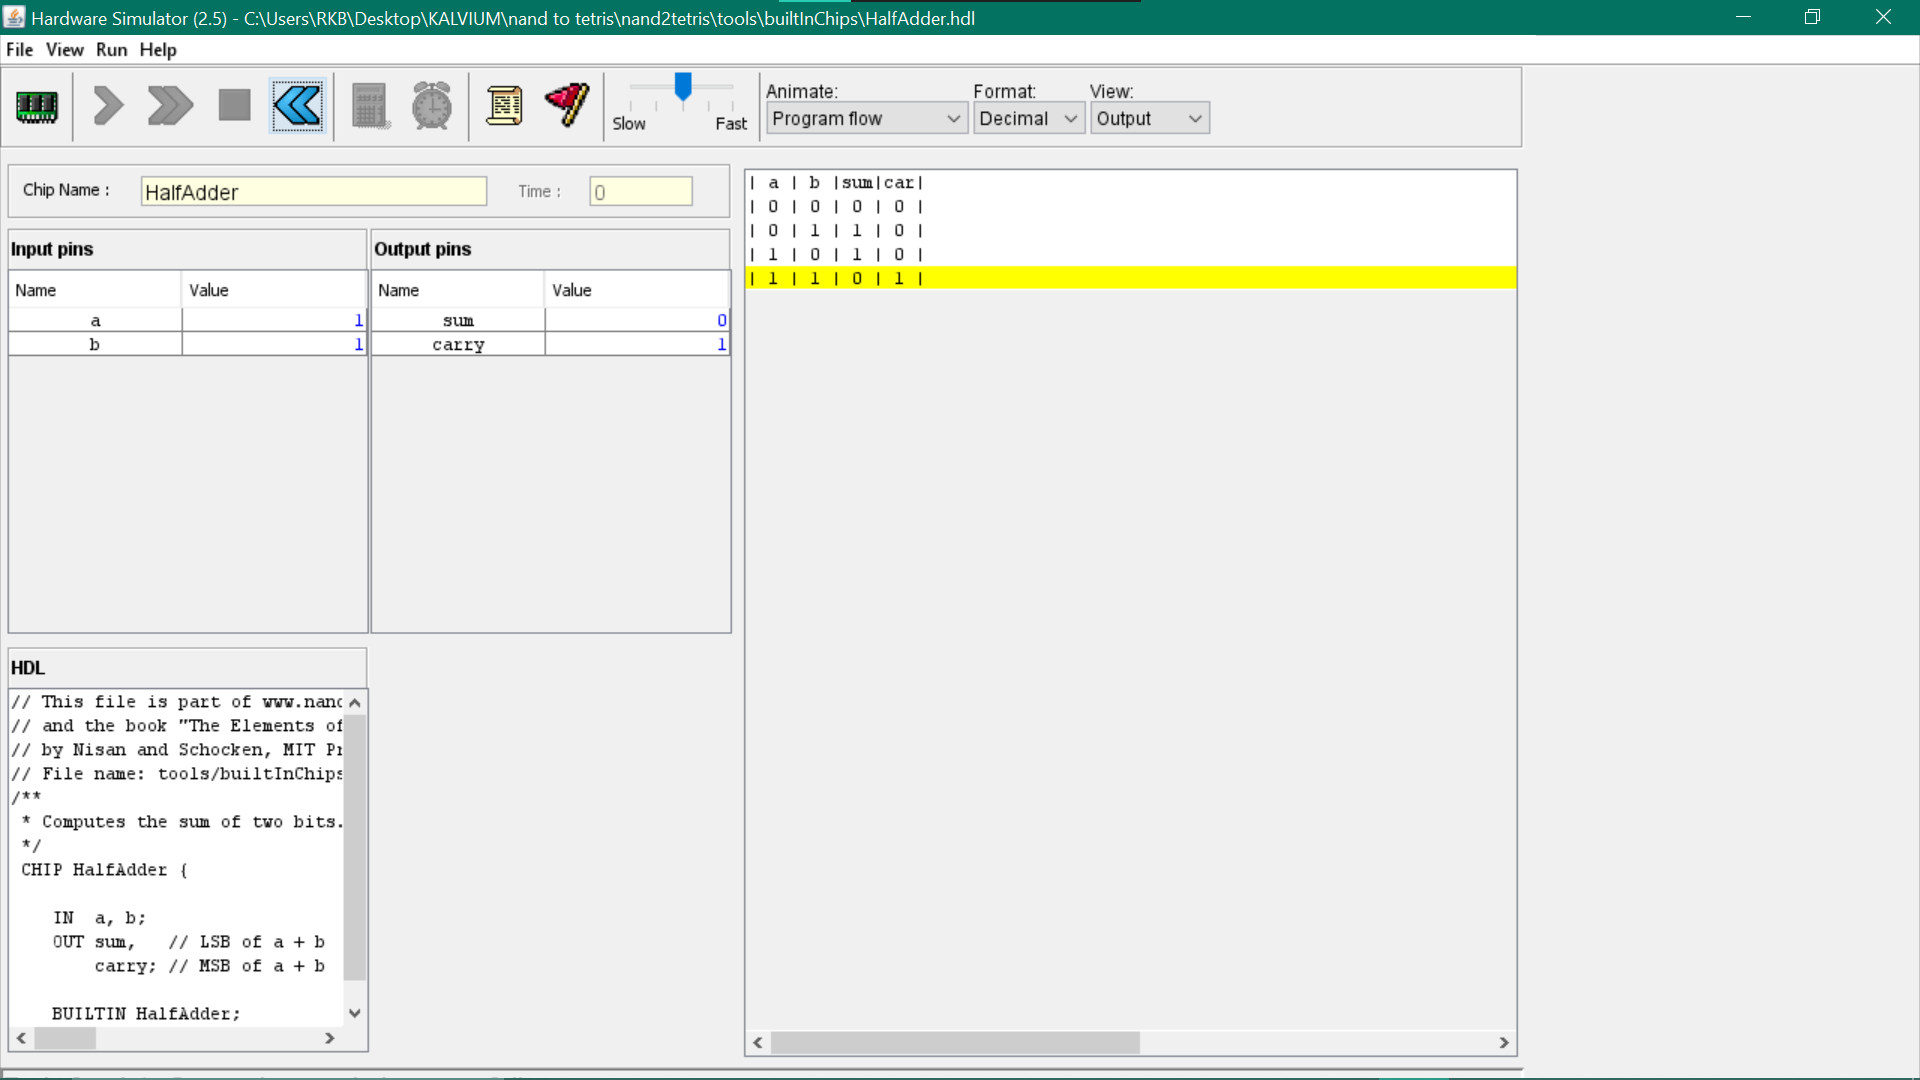 Hardware Simulator (2.5) - C:\Users\RKB\Desktop\KALVIUM\nand to tetris\nand2tetris\tools\builtInChips\HalfAdder.hdl
File View Run Help
Slow Fast
Animate: Format: View:
Program flow Decimal Output
Chip Name : HalfAdder Time : 0
Input pins Output pins
Name Value Name Value
a 1 sum 0
b 1 carry 1
| a | b |sum|car|
| 0 | 0 | 0 | 0 |
| 0 | 1 | 1 | 0 |
| 1 | 0 | 1 | 0 |
| 1 | 1 | 0 | 1 |
HDL
// This file is part of www.nand
// and the book "The Elements of
// by Nisan and Schocken, MIT Pr
// File name: tools/builtInChips
/**
* Computes the sum of two bits.
*/
CHIP HalfAdder {
IN a, b;
OUT sum, // LSB of a + b
carry; // MSB of a + b
BUILTIN HalfAdder;